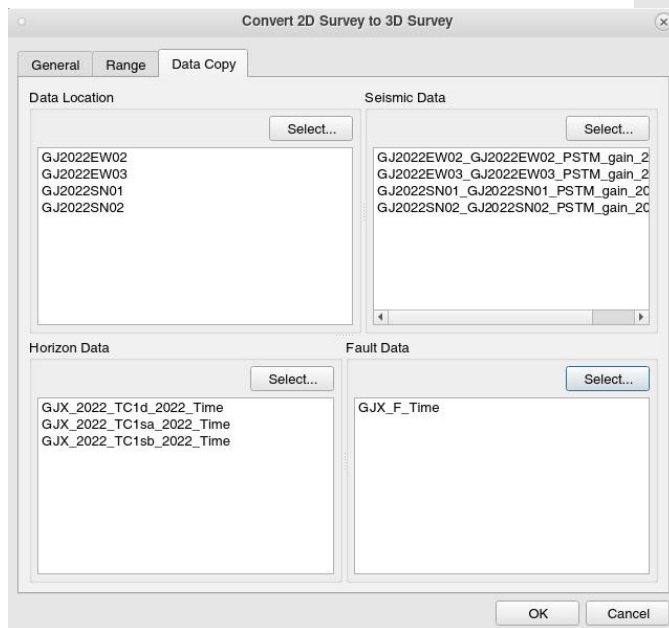 Convert 2D Survey to 3D Survey
General Range Data Copy
Data Location
Select...
GJ2022EW02
GJ2022EW03
GJ2022SN01
GJ2022SN02
Seismic Data
Select...
GJ2022EW02_GJ2022EW02_PSTM_gain_2
GJ2022EW03_GJ2022EW03_PSTM_gain_2
GJ2022SN01_GJ2022SN01_PSTM_gain_20
GJ2022SN02_GJ2022SN02_PSTM_gain_20
Horizon Data
Select...
GJX_2022_TC1d_2022_Time
GJX_2022_TC1sa_2022_Time
GJX_2022_TC1sb_2022_Time
Fault Data
Select...
GJX_F_Time
OK Cancel